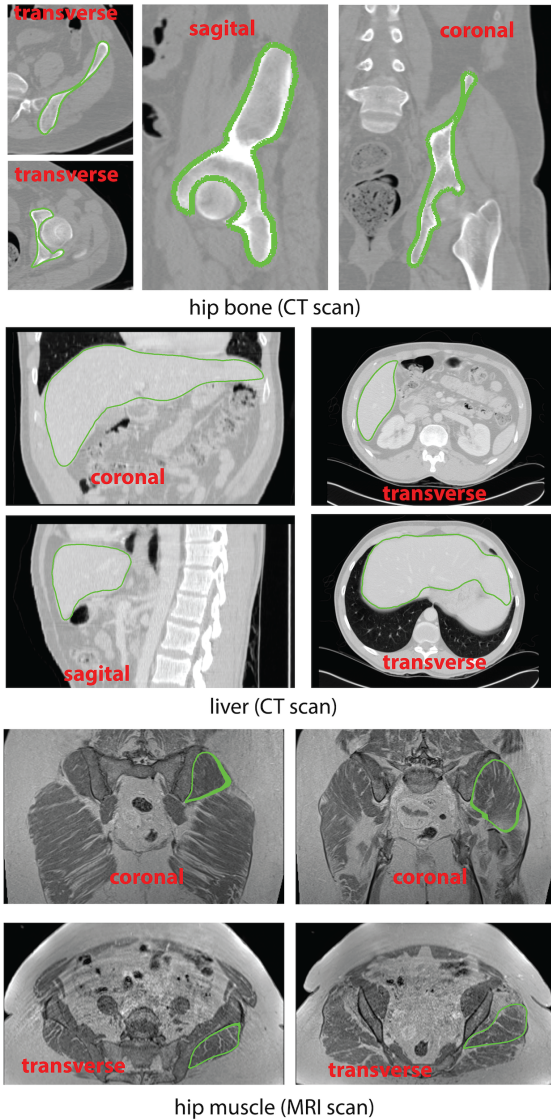 transverse
sagital
coronal
transverse
hip bone (CT scan)
coronal
transverse
sagital
transverse
liver (CT scan)
coronal
coronal
transverse
transverse
hip muscle (MRI scan)